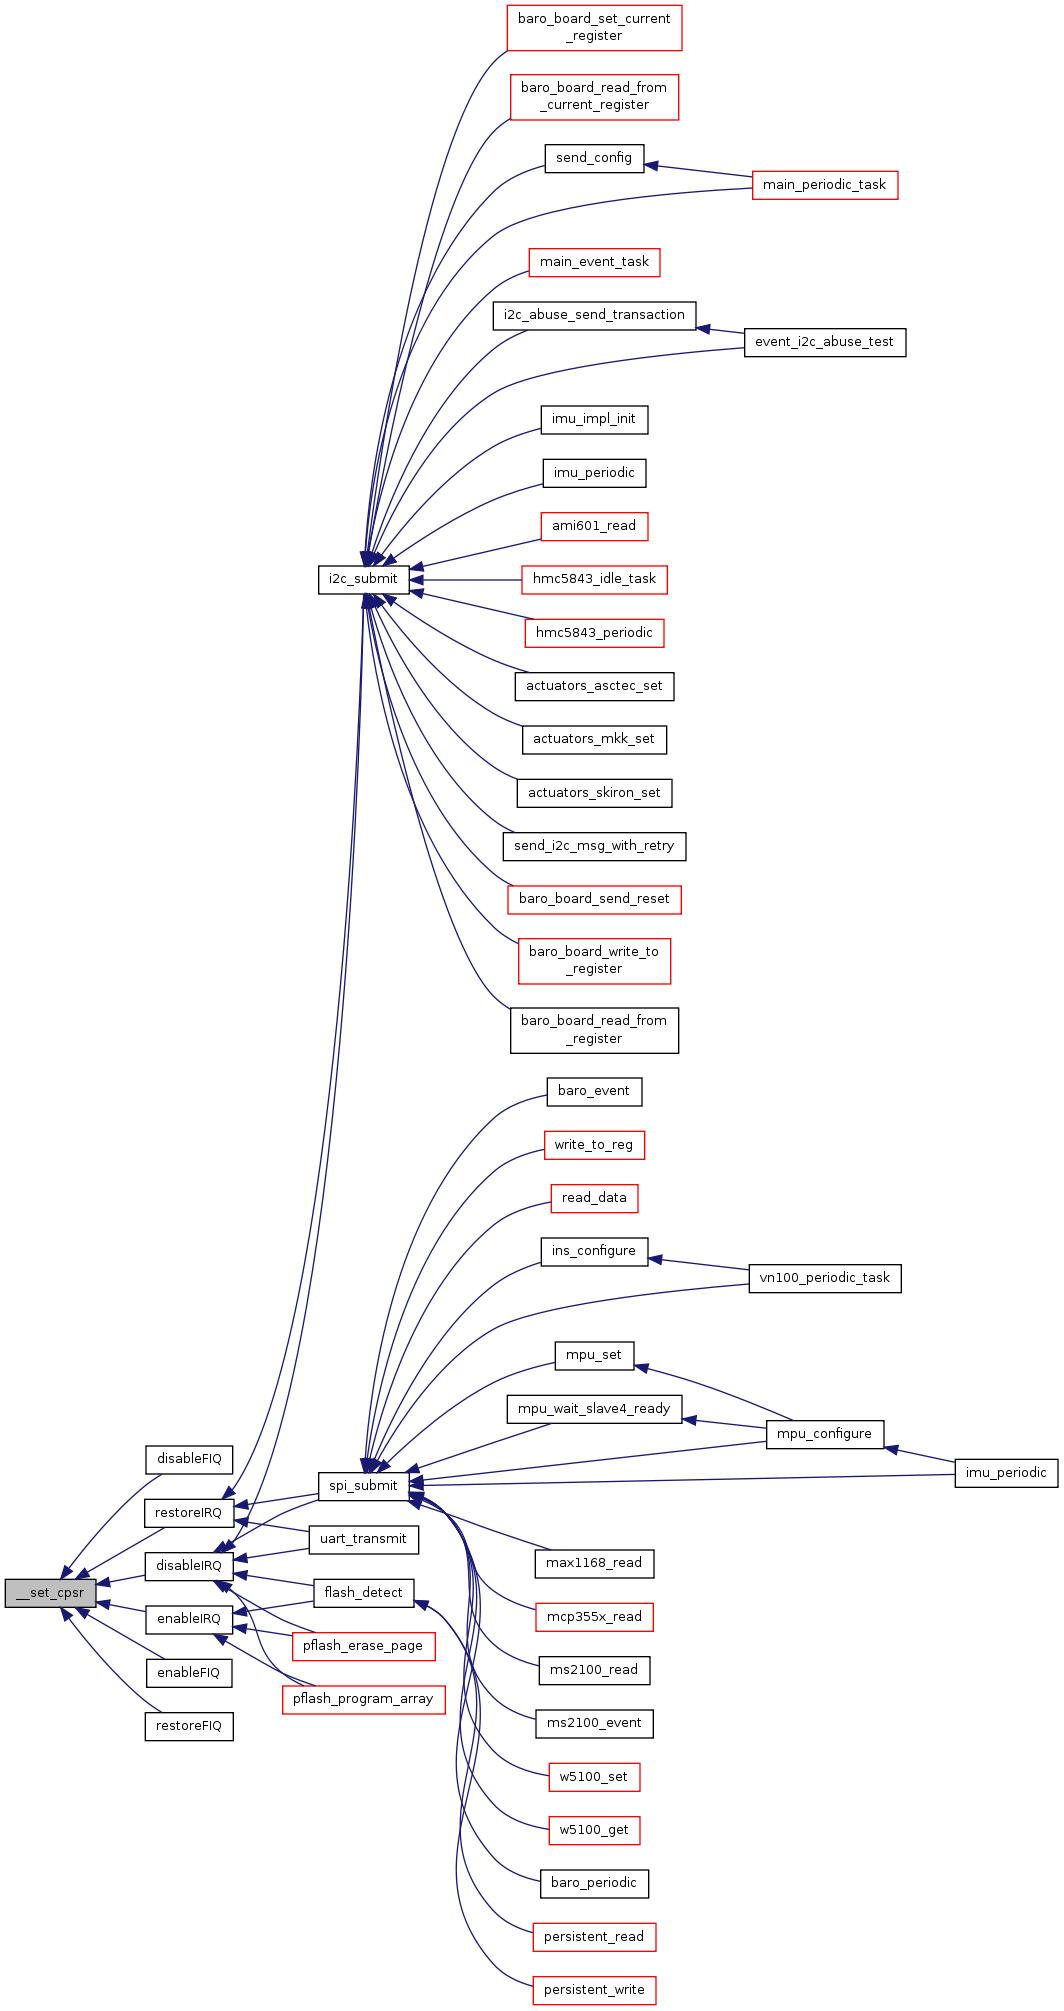 baro_board_set_current
_register
baro_board_read_from
_current_register
send_config
main_periodic_task
main_event_task
i2c_abuse_send_transaction
event_i2c_abuse_test
imu_impl_init
imu_periodic
ami601_read
i2c_submit
hmc5843_idle_task
hmc5843_periodic
actuators_asctec_set
actuators_mkk_set
actuators_skiron_set
send_i2c_msg_with_retry
baro_board_send_reset
baro_board_write_to
_register
baro_board_read_from
_register
baro_event
write_to_reg
read_data
ins_configure
vn100_periodic_task
mpu_set
mpu_wait_slave4_ready
mpu_configure
disableFIQ
imu_periodic
spi_submit
restoreIRQ
uart_transmit
max1168_read
disableIRQ
__set_cpsr
flash_detect
enableIRQ
mcp355x_read
pflash_erase_page
enableFIQ
ms2100_read
pflash_program_array
restoreFIQ
ms2100_event
w5100_set
w5100_get
baro_periodic
persistent_read
persistent_write